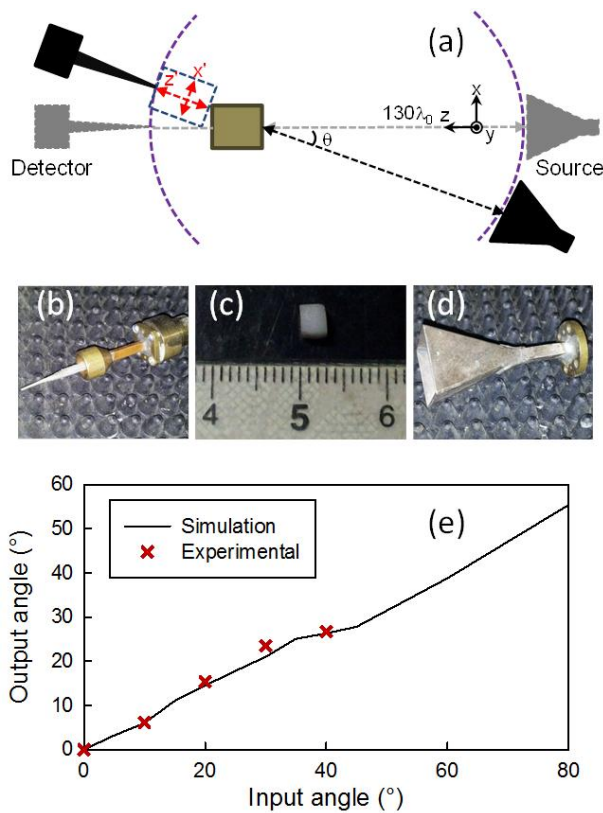 (a)
z'
x'
x
130λ0
z
y
θ
Detector
Source
(b)
(c)
(d)
4
5
6
60
50
40
30
20
10
0
Output angle (°)
Simulation
Experimental
(e)
0
20
40
60
80
Input angle (°)